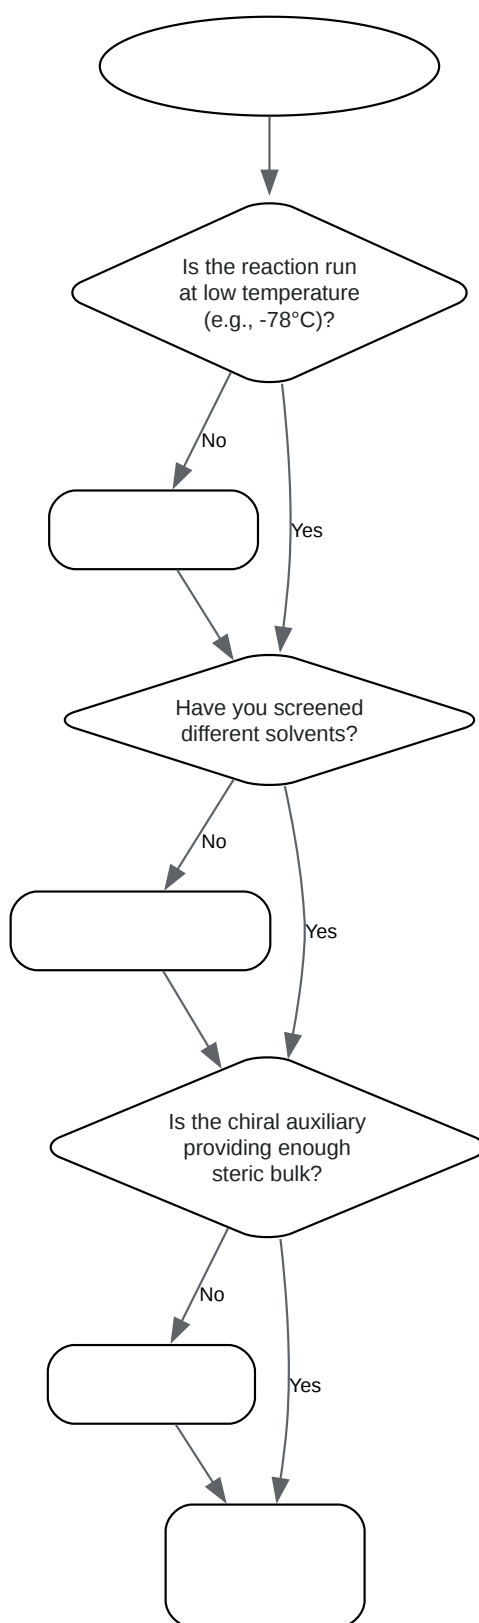 Is the reaction run
at low temperature
(e.g., -78°C)?
No
Yes
Have you screened
different solvents?
No
Yes
Is the chiral auxiliary
providing enough
steric bulk?
No
Yes